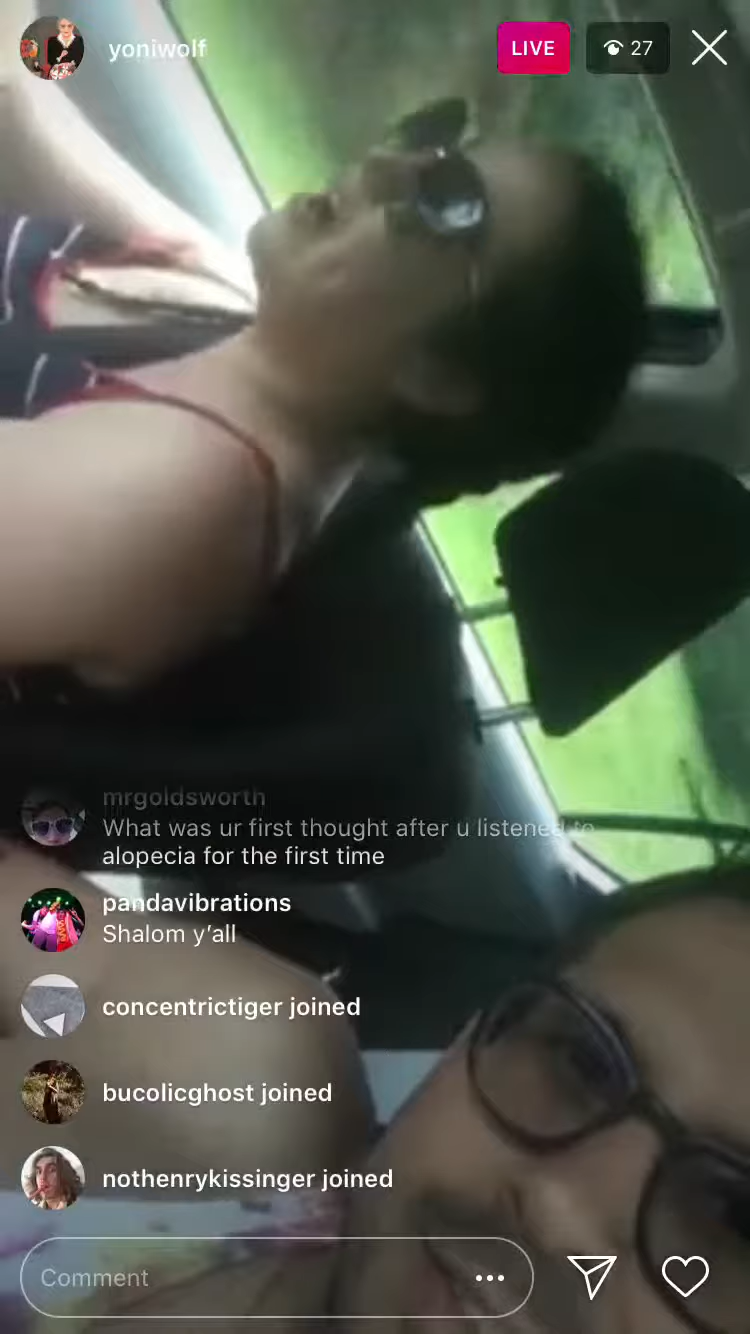 yoniwolf
LIVE
27
mrgoldsworth
What was ur first thought after u listened to
alopecia for the first time
pandavibrations
Shalom y'all
concentrictiger joined
bucolicghost joined
nothenrykissinger joined
Comment